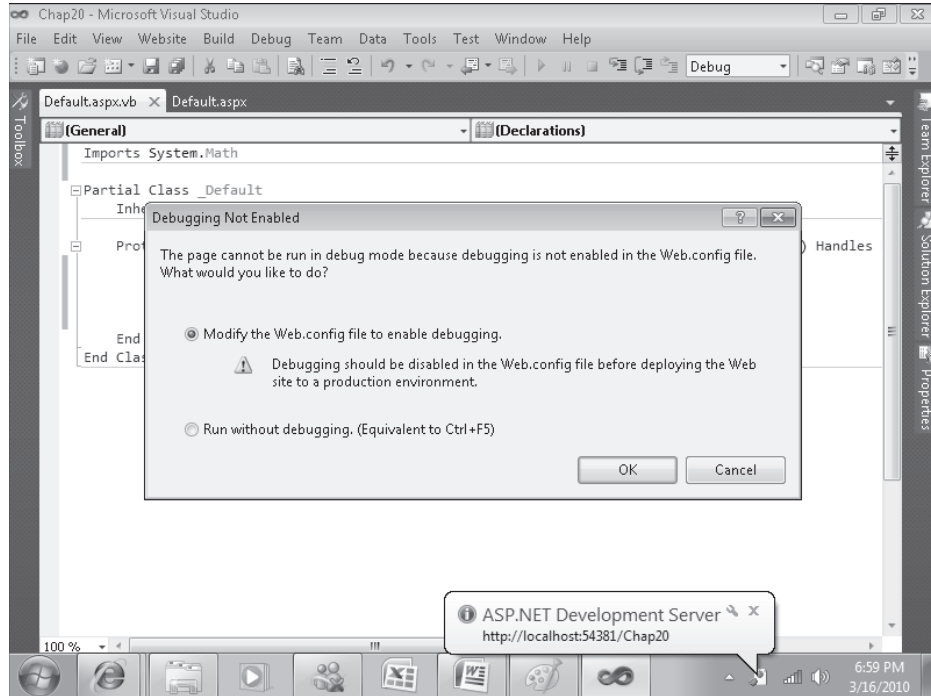 Chap20 - Microsoft Visual Studio
File Edit View Website Build Debug Team Data Tools Test Window Help
Debug
Default.aspx.vb Default.aspx
(General) (Declarations)
Toolbox
Team Explorer
Solution Explorer
Properties
Imports System.Math
Partial Class _Default
Inhe
Prot ) Handles
End
End Clas
Debugging Not Enabled
The page cannot be run in debug mode because debugging is not enabled in the Web.config file.
What would you like to do?
Modify the Web.config file to enable debugging.
Debugging should be disabled in the Web.config file before deploying the Web
site to a production environment.
Run without debugging. (Equivalent to Ctrl+F5)
OK Cancel
ASP.NET Development Server
http://localhost:54381/Chap20
100 %
6:59 PM
3/16/2010